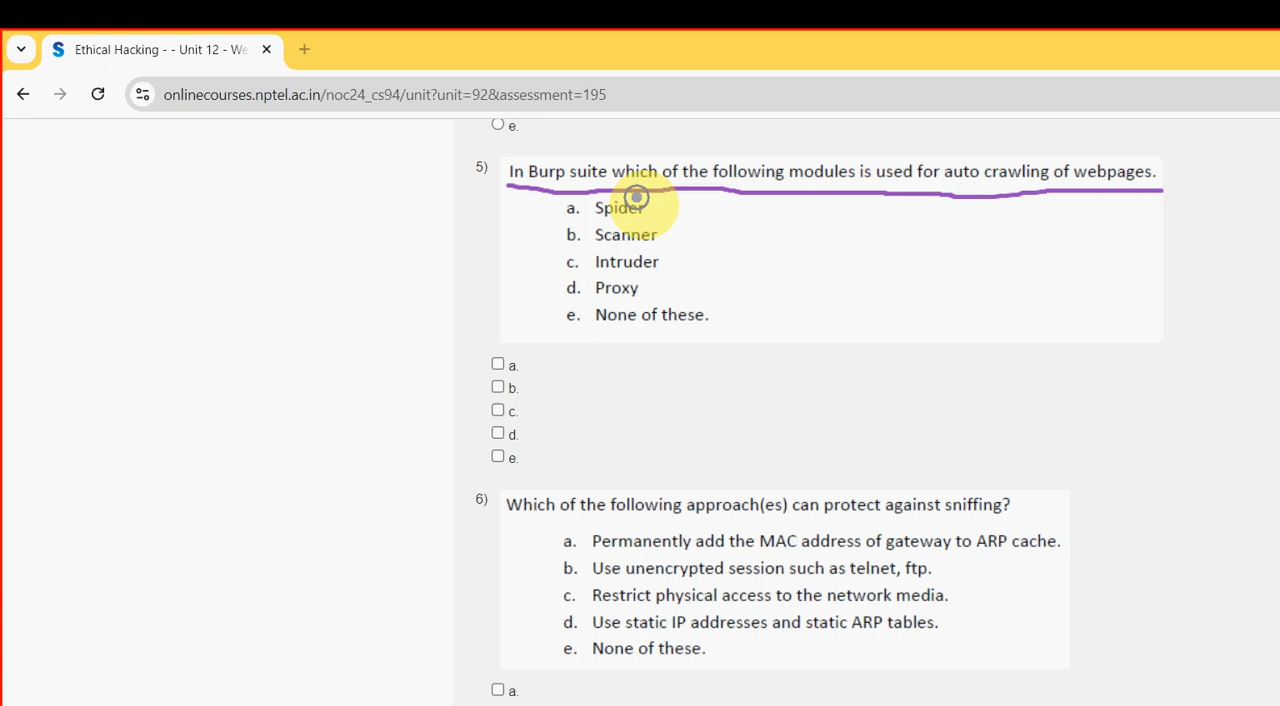 Ethical Hacking - - Unit 12 - We
onlinecourses.nptel.ac.in/noc24_cs94/unit?unit=92&assessment=195
e.
5) In Burp suite which of the following modules is used for auto crawling of webpages.
a. Spider
b. Scanner
c. Intruder
d. Proxy
e. None of these.
a.
b.
c.
d.
e.
6) Which of the following approach(es) can protect against sniffing?
a. Permanently add the MAC address of gateway to ARP cache.
b. Use unencrypted session such as telnet, ftp.
c. Restrict physical access to the network media.
d. Use static IP addresses and static ARP tables.
e. None of these.
a.